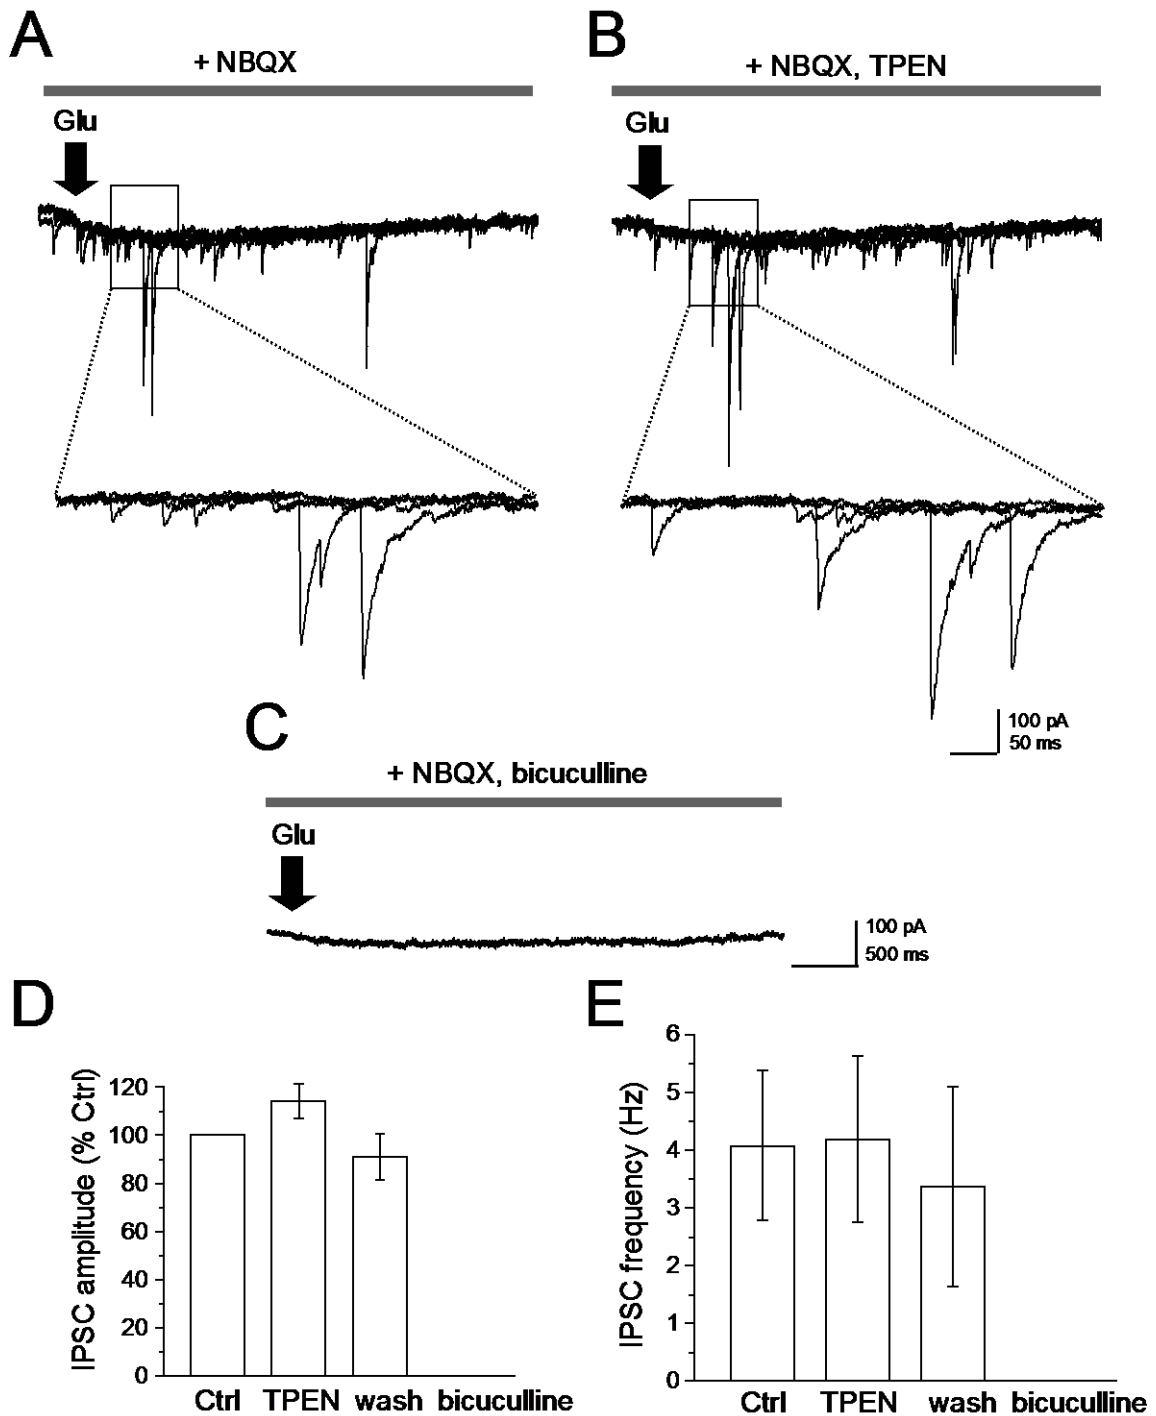 A
+ NBQX
Glu
B
+ NBQX, TPEN
Glu
100 pA
50 ms
C
+ NBQX, bicuculline
Glu
100 pA
500 ms
D
IPSC amplitude (% Ctrl)
120
100
80
60
40
20
0
Ctrl TPEN wash bicuculline
E
IPSC frequency (Hz)
6
5
4
3
2
1
0
Ctrl TPEN wash bicuculline